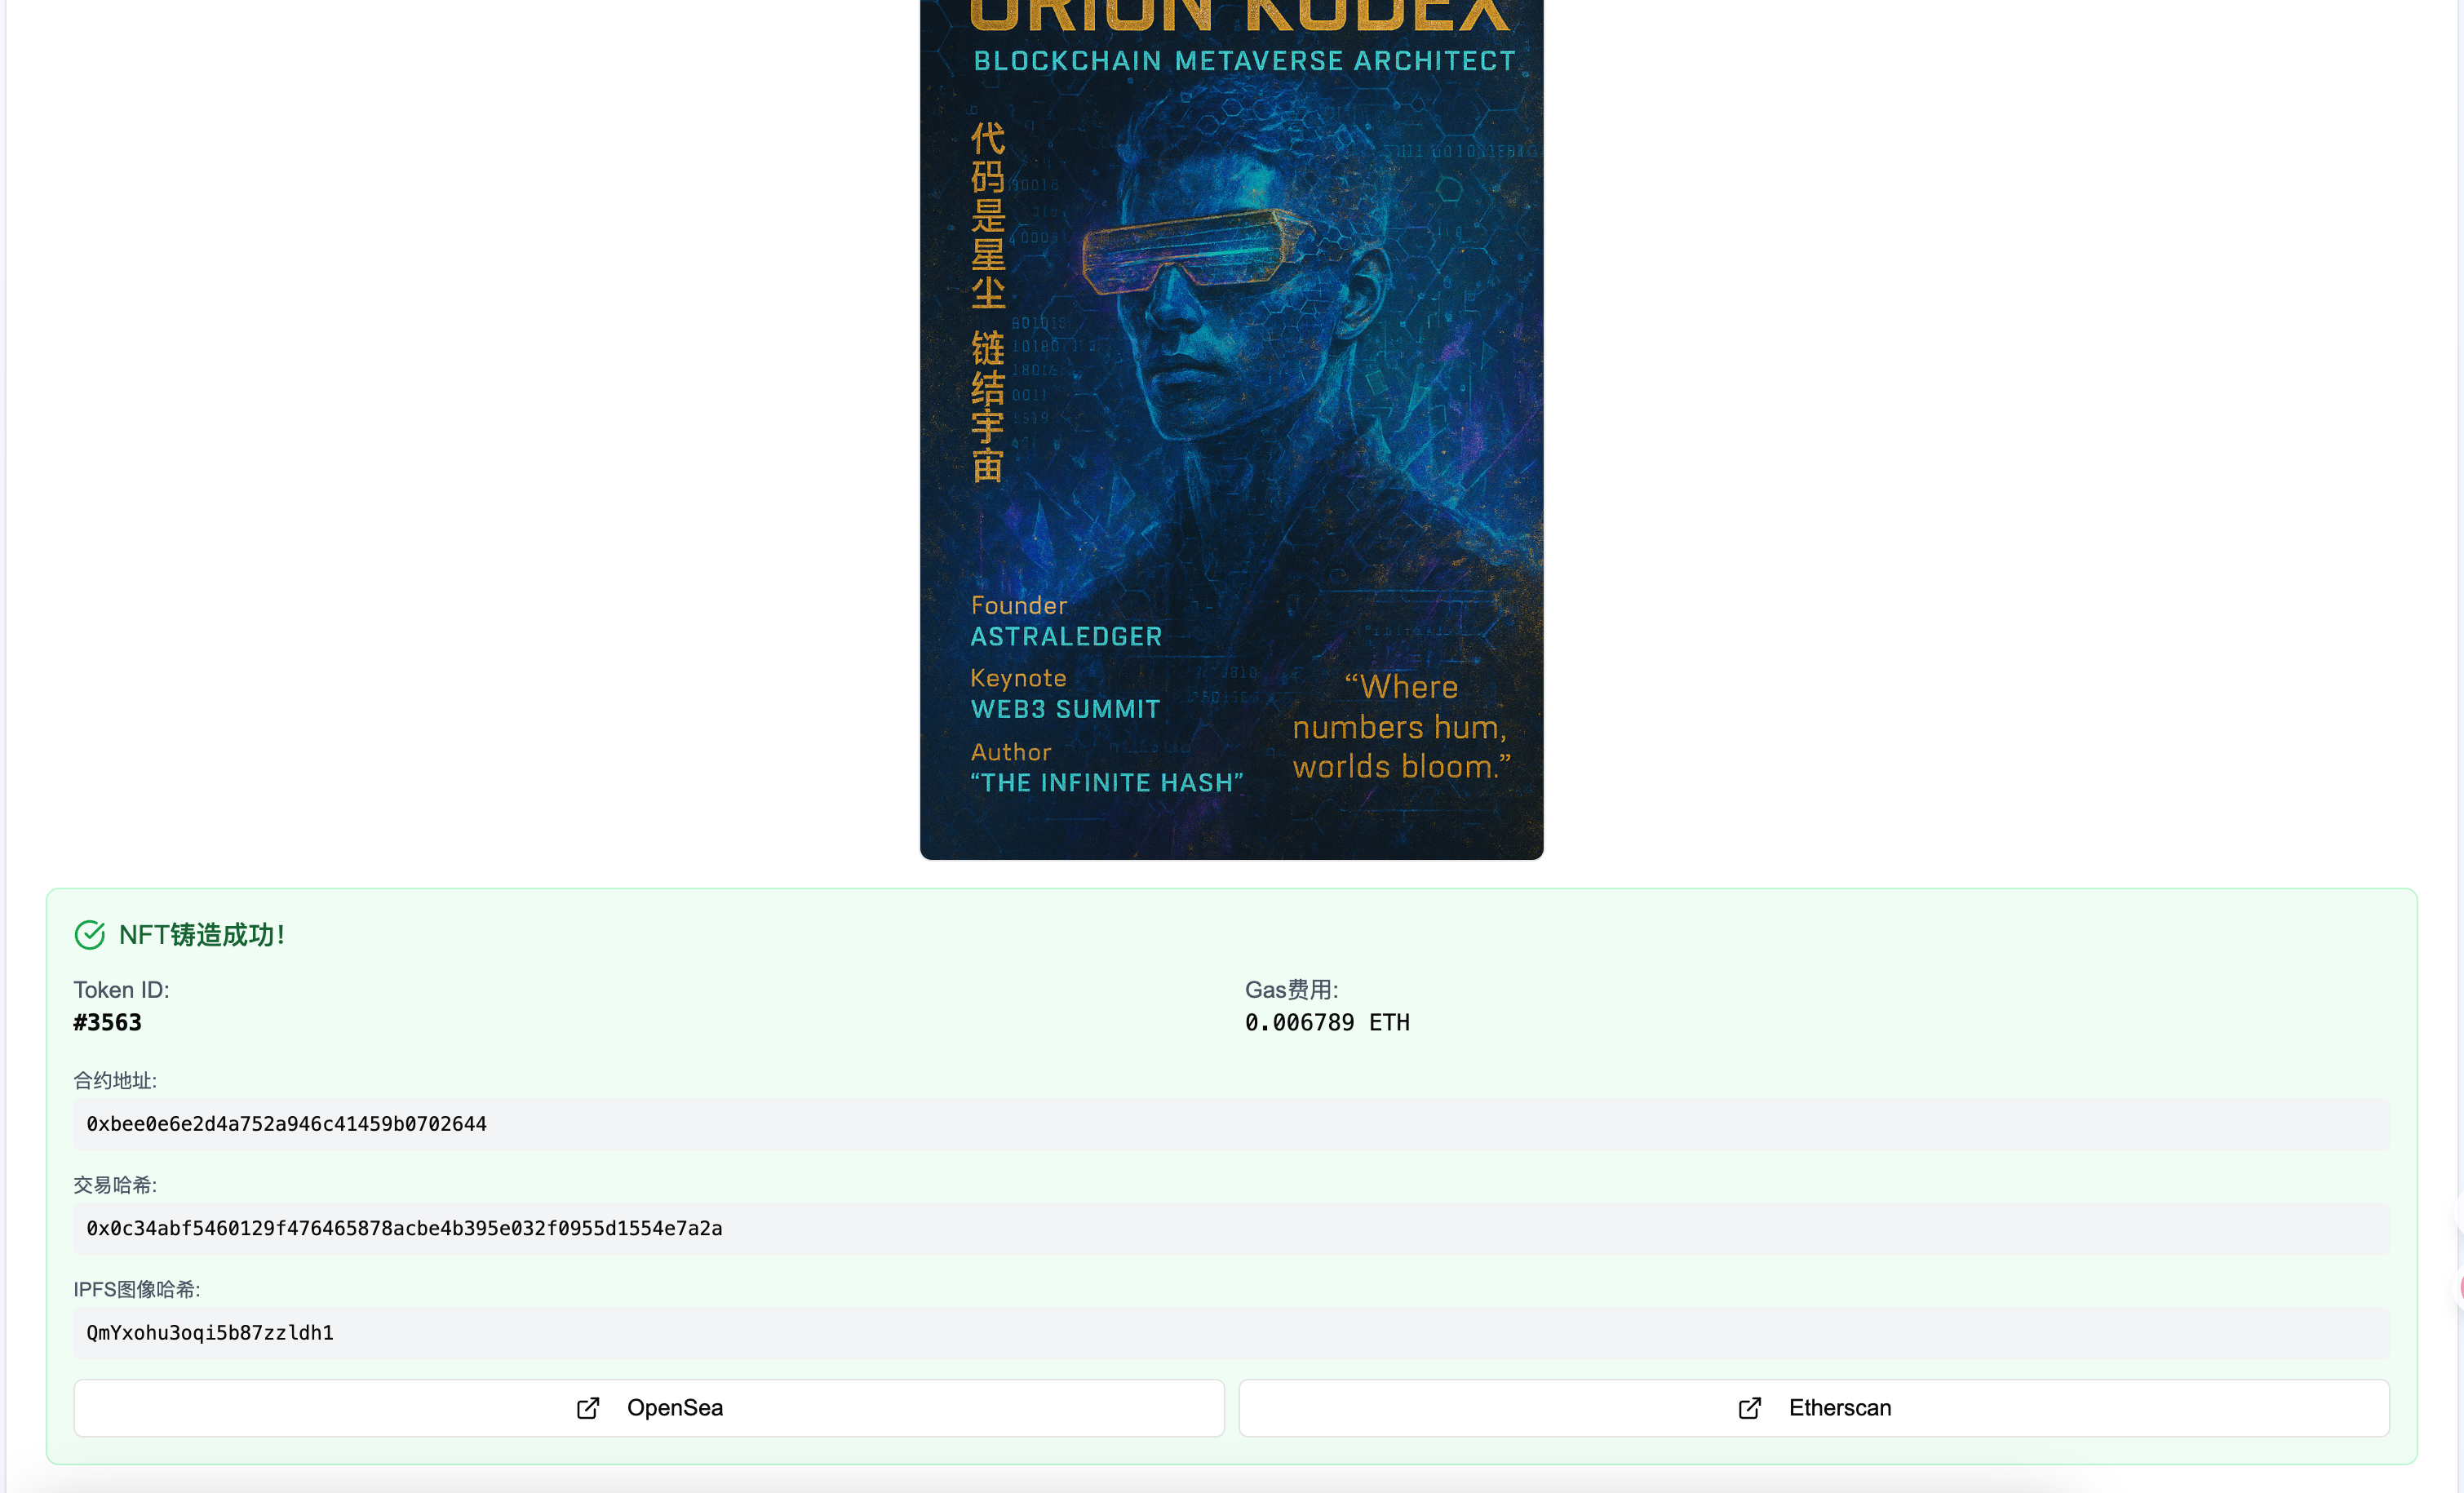 ORION KODEX
BLOCKCHAIN METAVERSE ARCHITECT
代码是星尘 链结宇宙
Founder
ASTRALEDGER
Keynote
WEB3 SUMMIT
Author
“THE INFINITE HASH”
“Where
numbers hum,
worlds bloom.”
NFT铸造成功!
Token ID:
#3563
Gas费用:
0.006789 ETH
合约地址:
0xbee0e6e2d4a752a946c41459b0702644
交易哈希:
0x0c34abf5460129f476465878acbe4b395e032f0955d1554e7a2a
IPFS图像哈希:
QmYxohu3oqi5b87zzldh1
OpenSea
Etherscan